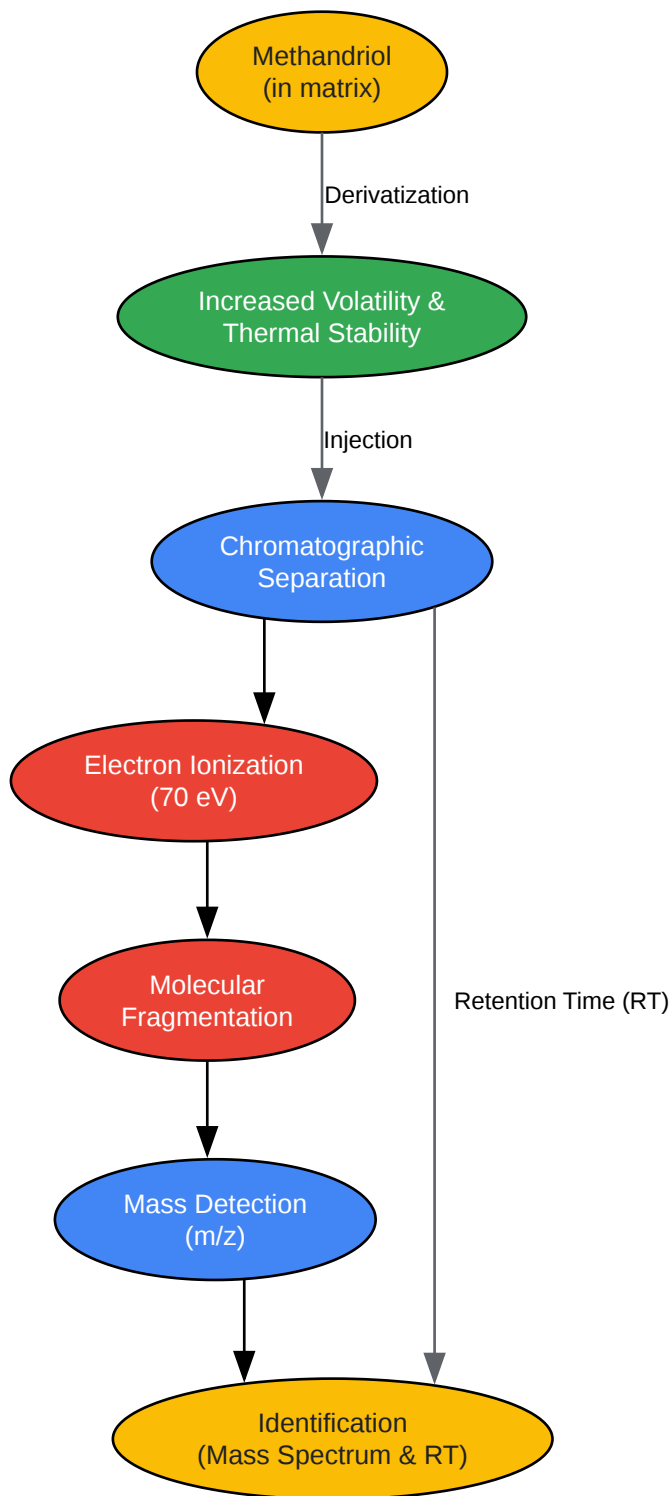 Methandriol
(in matrix)
Derivatization
Increased Volatility &
Thermal Stability
Injection
Chromatographic
Separation
Electron Ionization
(70 eV)
Molecular
Fragmentation
Retention Time (RT)
Mass Detection
(m/z)
Identification
(Mass Spectrum & RT)